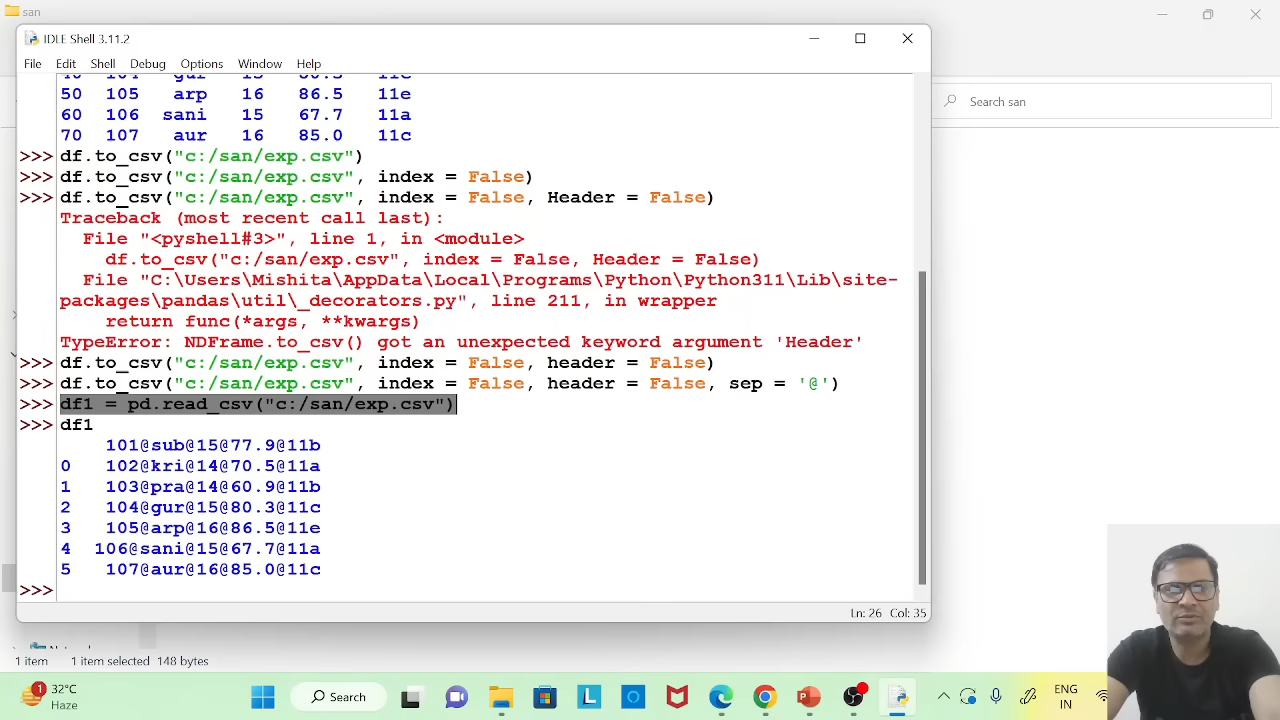 san
IDLE Shell 3.11.2
File Edit Shell Debug Options Window Help
50 105 arp 16 86.5 11e
60 106 sani 15 67.7 11a
70 107 aur 16 85.0 11c
>>> df.to_csv("c:/san/exp.csv")
>>> df.to_csv("c:/san/exp.csv", index = False)
>>> df.to_csv("c:/san/exp.csv", index = False, Header = False)
Traceback (most recent call last):
File "<pyshell#3>", line 1, in <module>
df.to_csv("c:/san/exp.csv", index = False, Header = False)
File "C:\Users\Mishita\AppData\Local\Programs\Python\Python311\Lib\site-
packages\pandas\util\_decorators.py", line 211, in wrapper
return func(*args, **kwargs)
TypeError: NDFrame.to_csv() got an unexpected keyword argument 'Header'
>>> df.to_csv("c:/san/exp.csv", index = False, header = False)
>>> df.to_csv("c:/san/exp.csv", index = False, header = False, sep = '@')
>>> df1 = pd.read_csv("c:/san/exp.csv")
>>> df1
101@sub@15@77.9@11b
0 102@kri@14@70.5@11a
1 103@pra@14@60.9@11b
2 104@gur@15@80.3@11c
3 105@arp@16@86.5@11e
4 106@sani@15@67.7@11a
5 107@aur@16@85.0@11c
>>>
Ln: 26 Col: 35
Search san
1 item 1 item selected 148 bytes
1
32°C
Haze
Search
ENG
IN